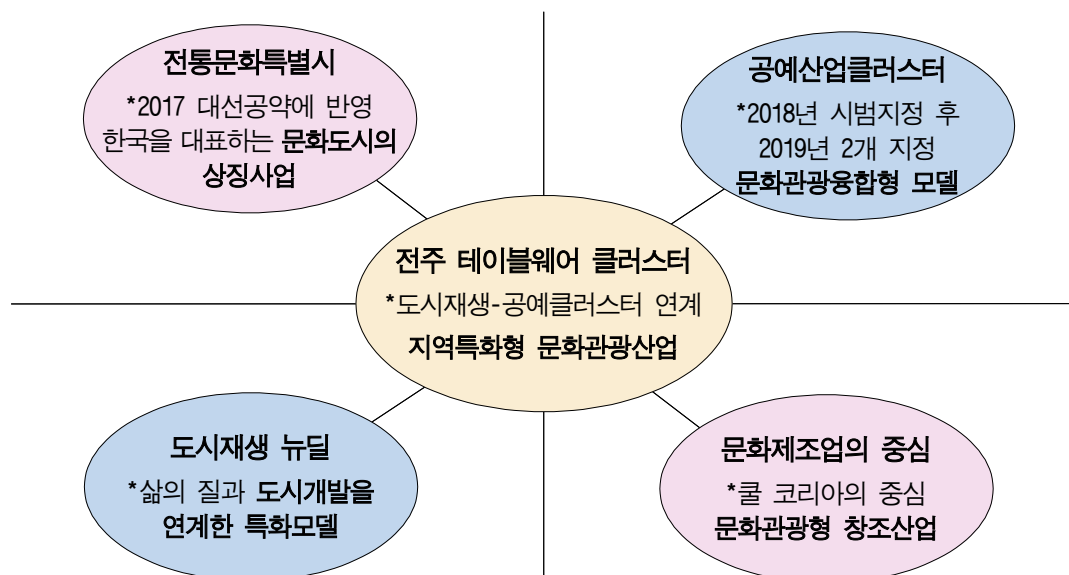 전통문화특별시
*2017 대선공약에 반영
한국을 대표하는 문화도시의
상징사업
공예산업클러스터
*2018년 시범지정 후
2019년 2개 지정
문화관광융합형 모델
전주 테이블웨어 클러스터
*도시재생-공예클러스터 연계
지역특화형 문화관광산업
도시재생 뉴딜
*삶의 질과 도시개발을
연계한 특화모델
문화제조업의 중심
*쿨 코리아의 중심
문화관광형 창조산업